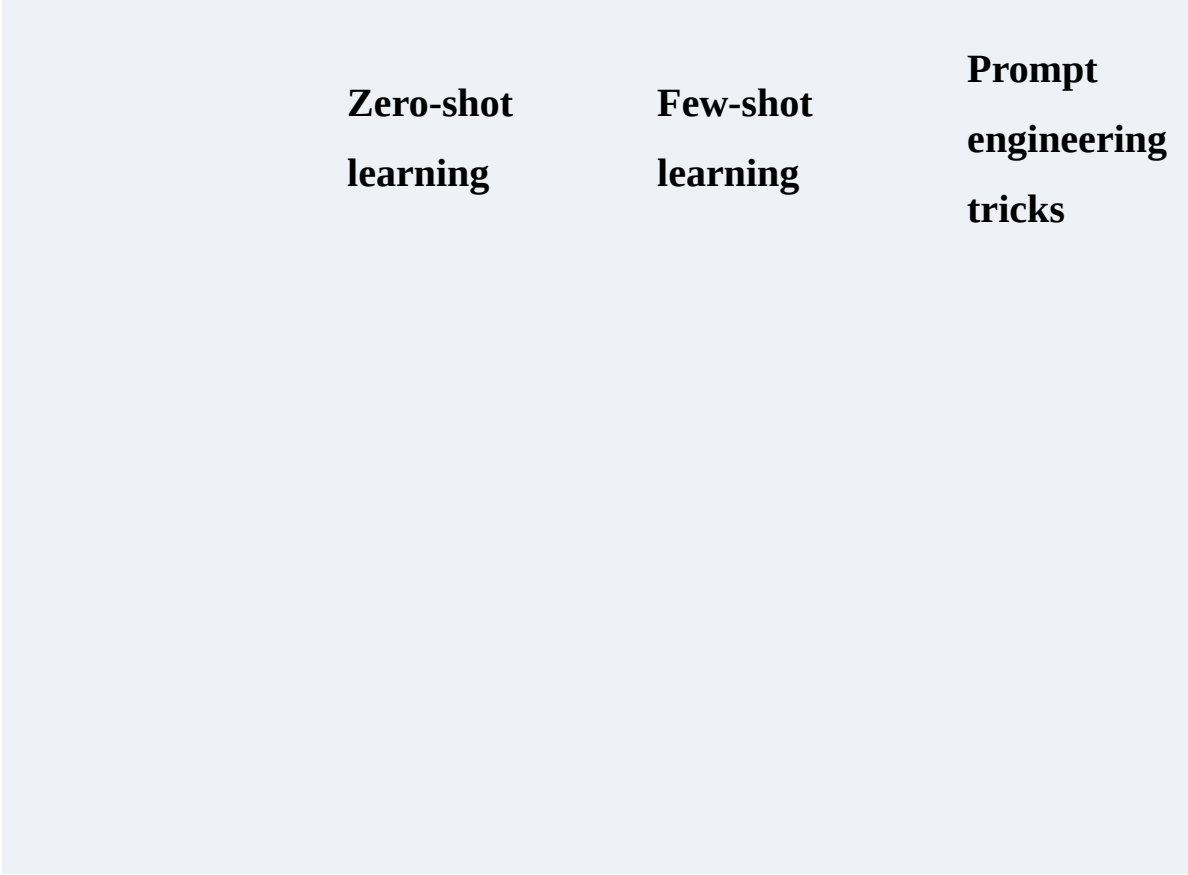 Zero-shot
learning
Few-shot
learning
Prompt
engineering
tricks